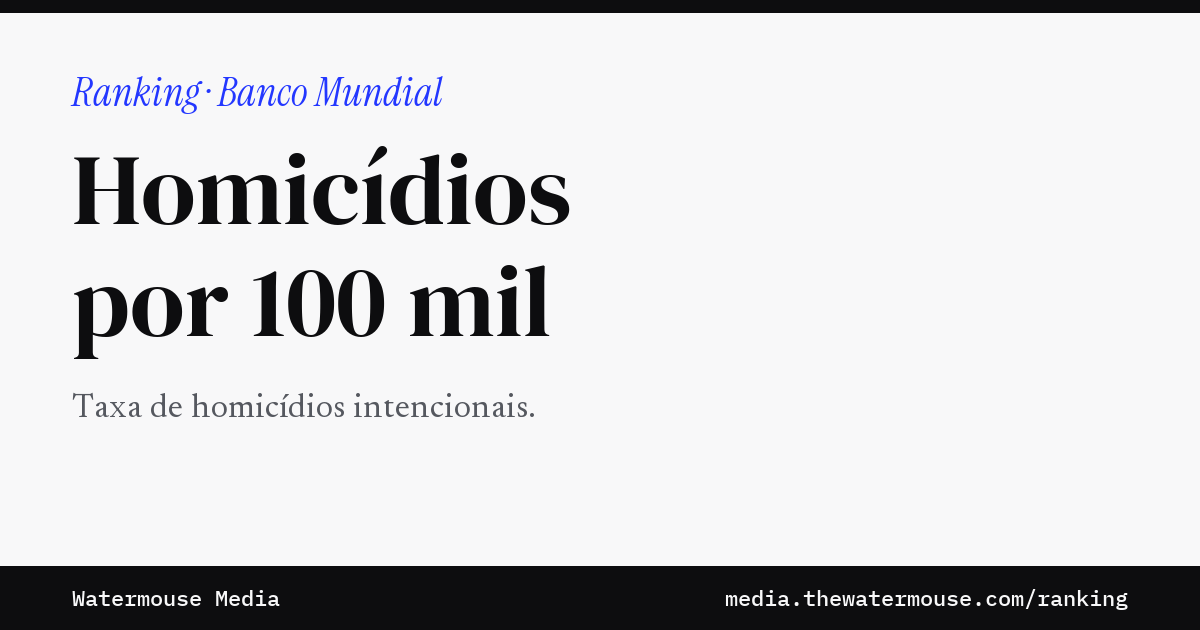 Ranking · Banco Mundial
Homicídios
por 100 mil
Taxa de homicídios intencionais.
Watermouse Media
media.thewatermouse.com/ranking